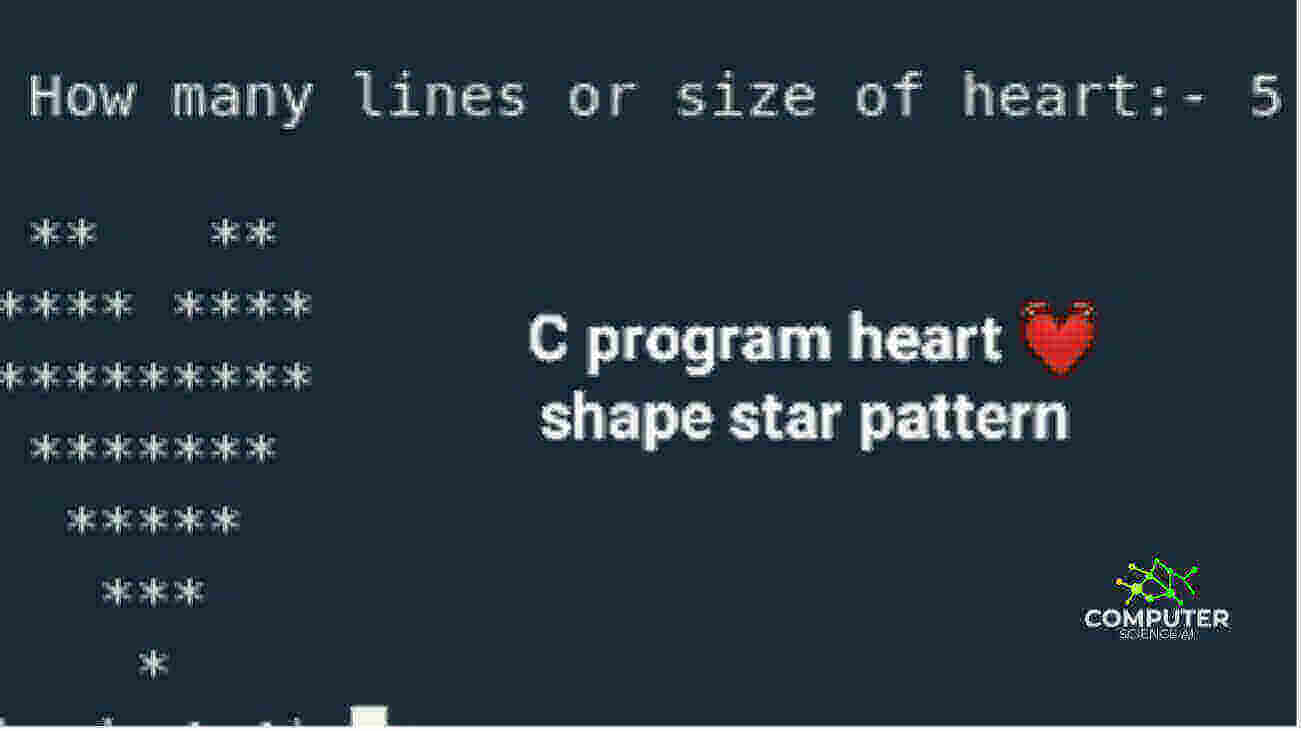 How many lines or size of heart:- 5
** **
**** ****
*********
*******
*****
***
*
C program heart
shape star pattern
COMPUTER
SCIENCE AI